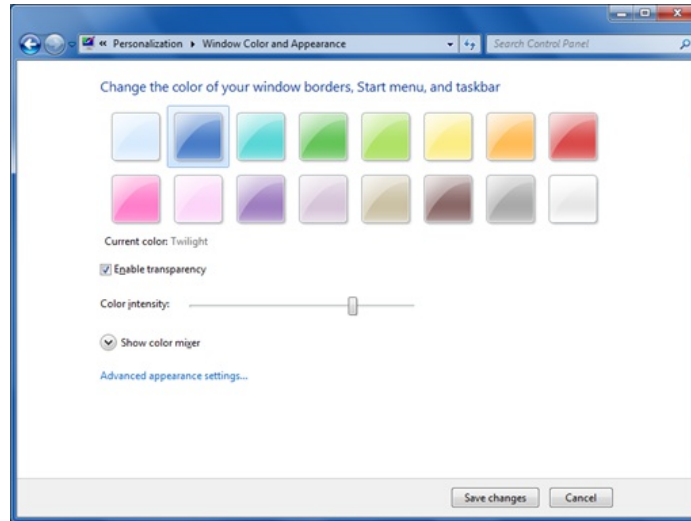 « Personalization ▸ Window Color and Appearance
Search Control Panel
Change the color of your window borders, Start menu, and taskbar
Current color: Twilight
Enable transparency
Color intensity:
Show color mixer
Advanced appearance settings...
Save changes Cancel